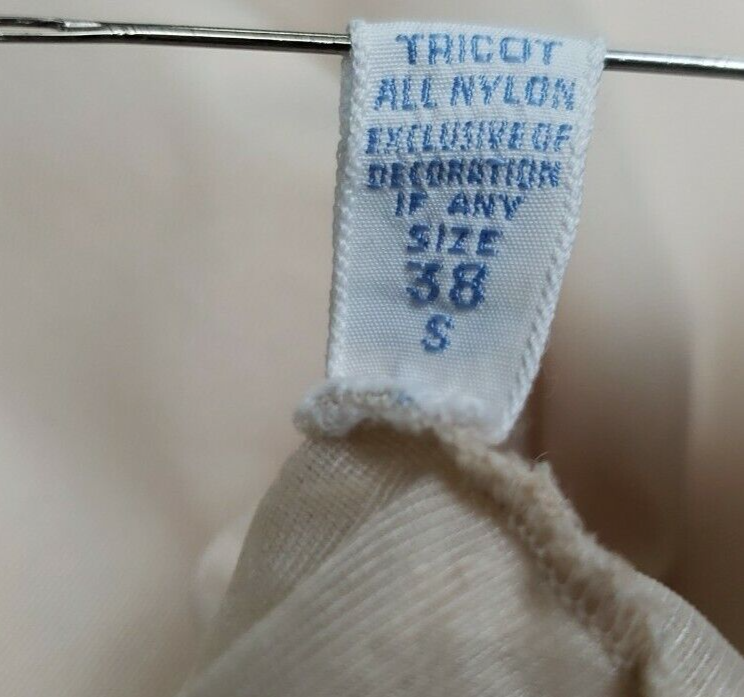 TRICOT
ALL NYLON
EXCLUSIVE OF
DECORATION
IF ANY
SIZE
38
S